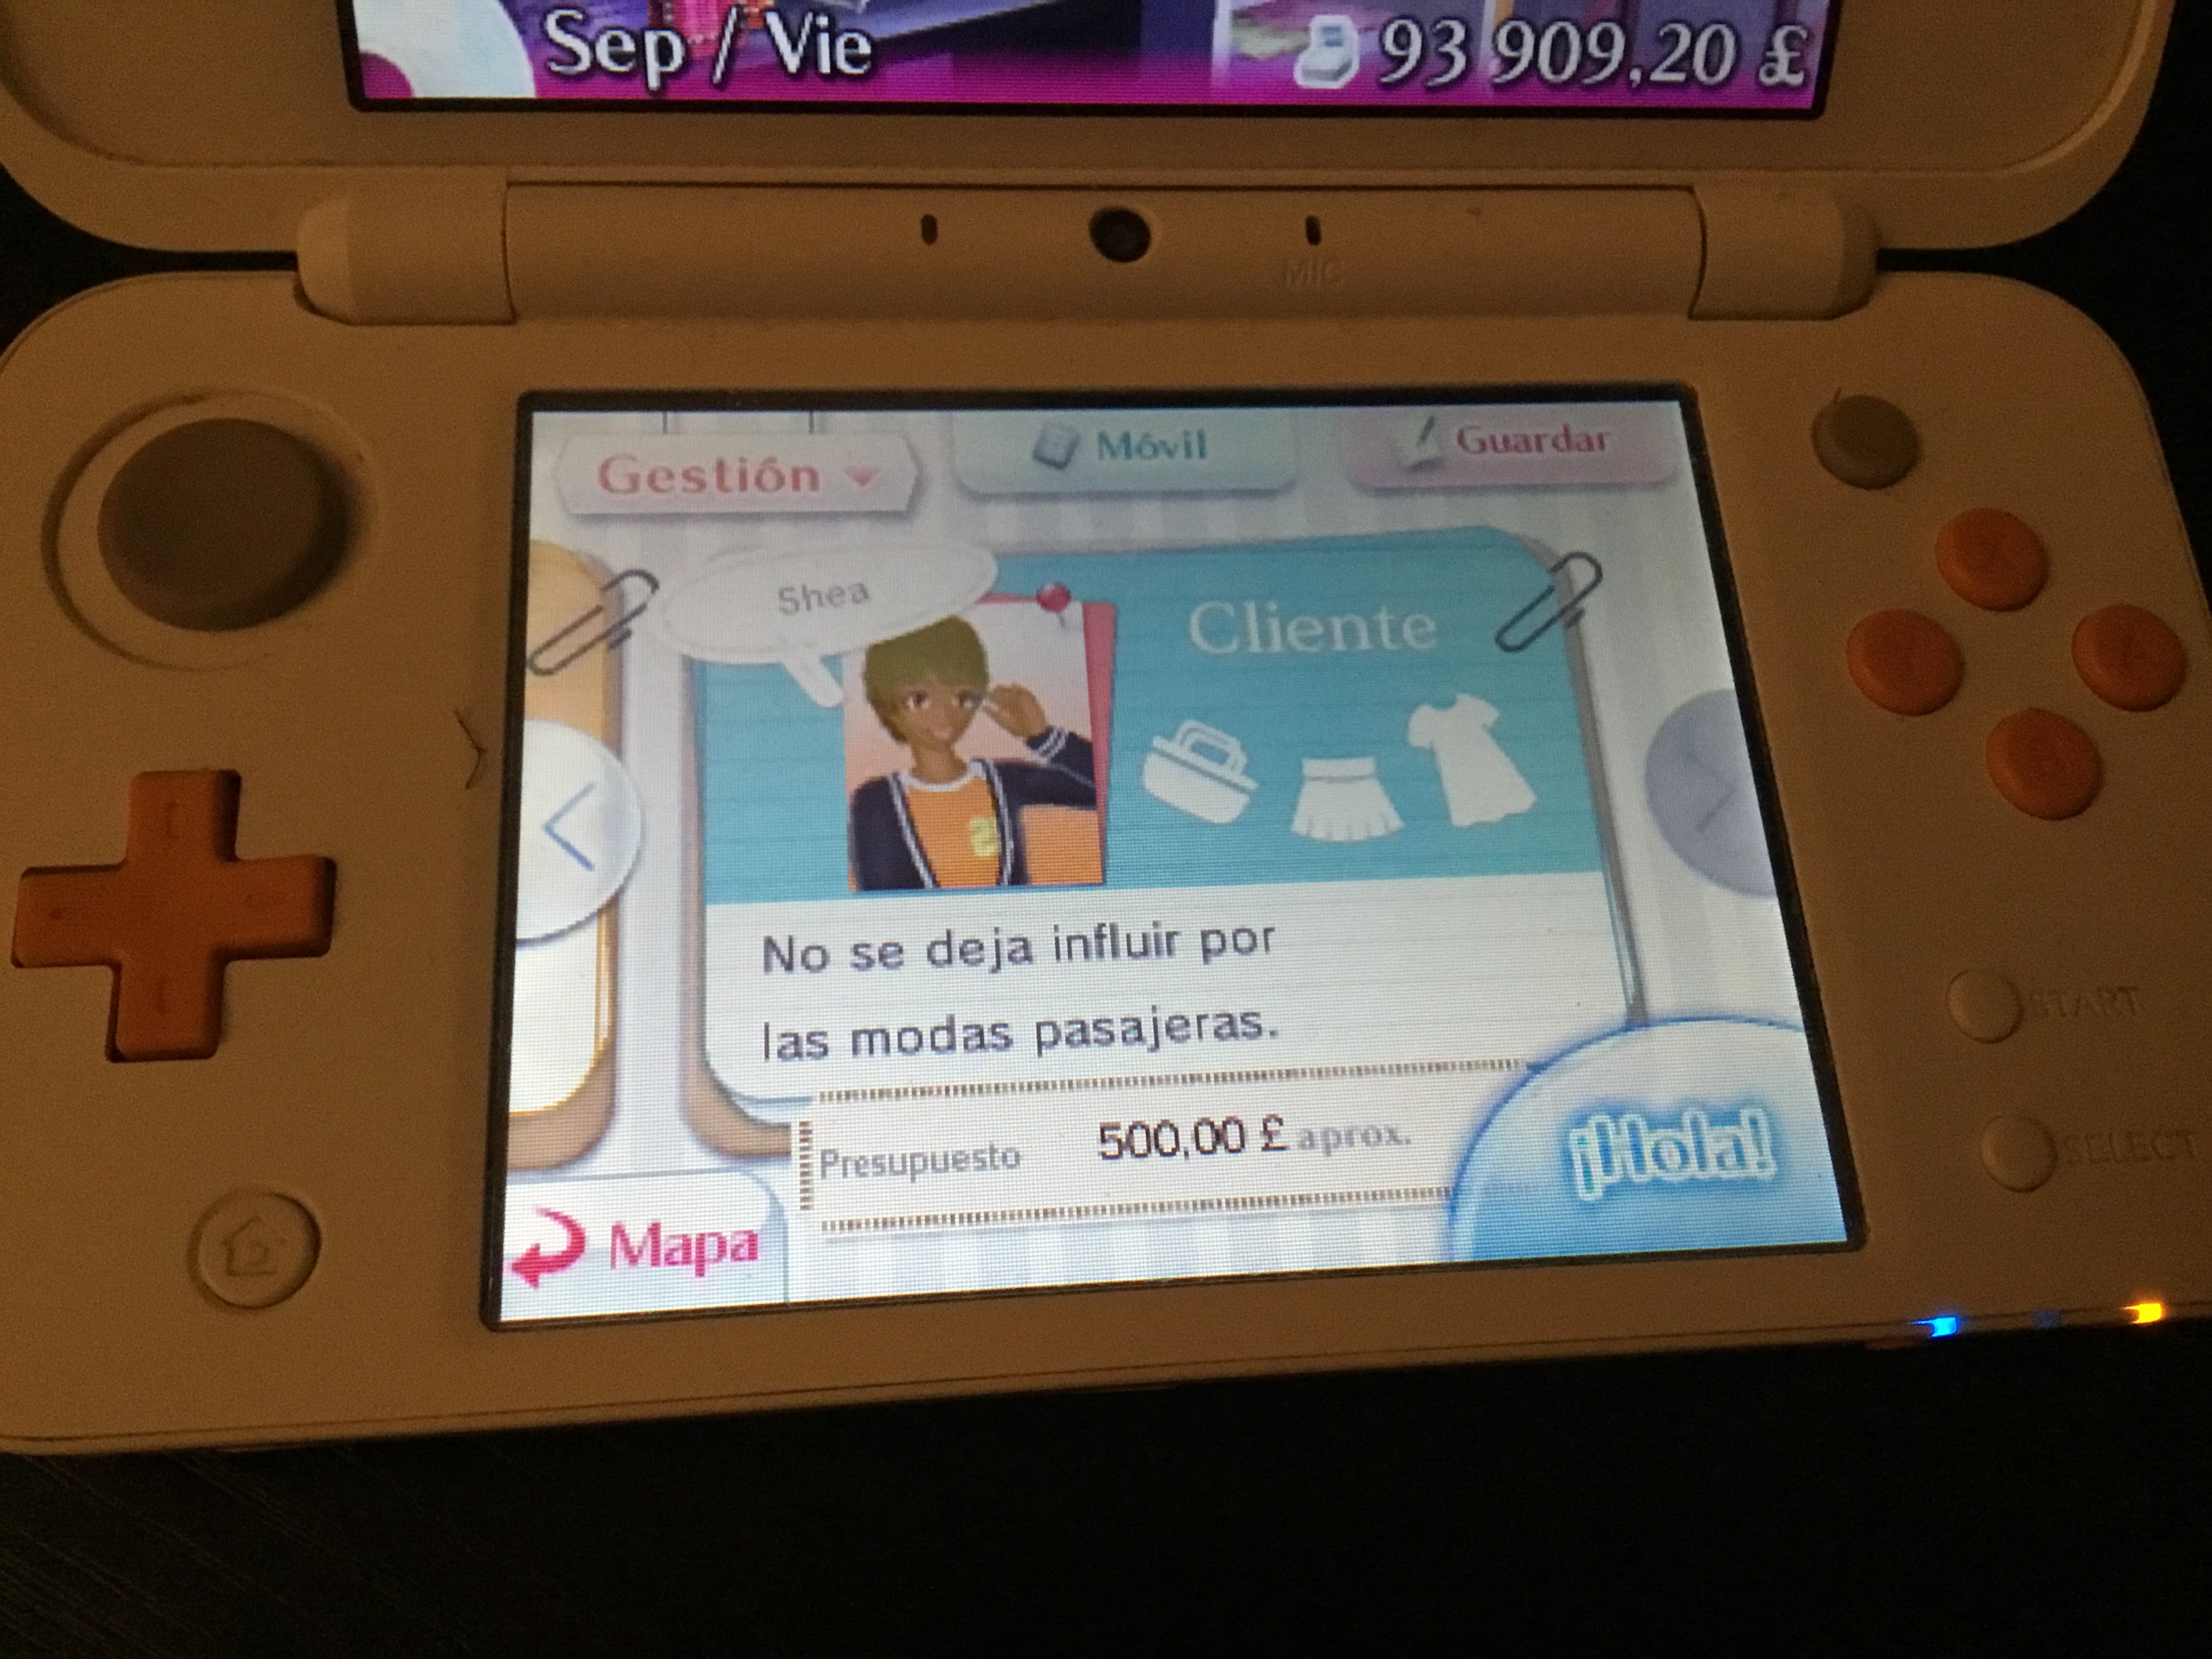 Sep / Vie
93 909,20 £
MIC
Gestión
Móvil
Guardar
Shea
Cliente
No se deja influir por
las modas pasajeras.
Presupuesto 500,00 £ aprox.
¡Hola!
Mapa
START
SELECT